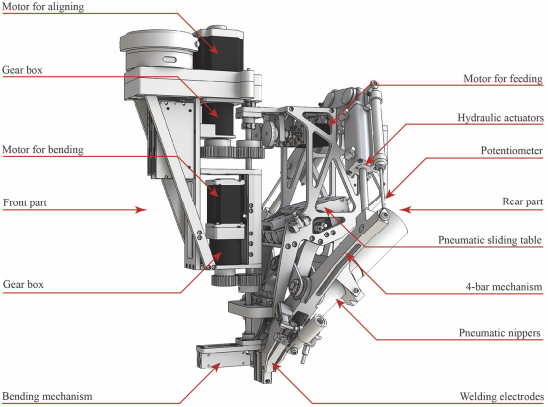 Motor for aligning
Gear box
Motor for bending
Front part
Gear box
Bending mechanism
Motor for feeding
Hydraulic actuators
Potentiometer
Rear part
Pneumatic sliding table
4-bar mechanism
Pneumatic nippers
Welding electrodes